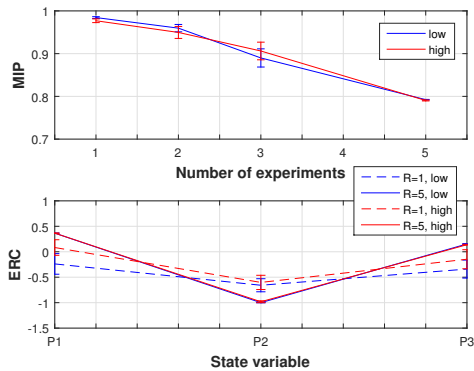 1
0.9
0.8
0.7
MIP
low
high
1 2 3 4 5
Number of experiments
R=1, low
R=5, low
R=1, high
R=5, high
1
0.5
0
-0.5
-1
-1.5
ERC
P1 P2 P3
State variable